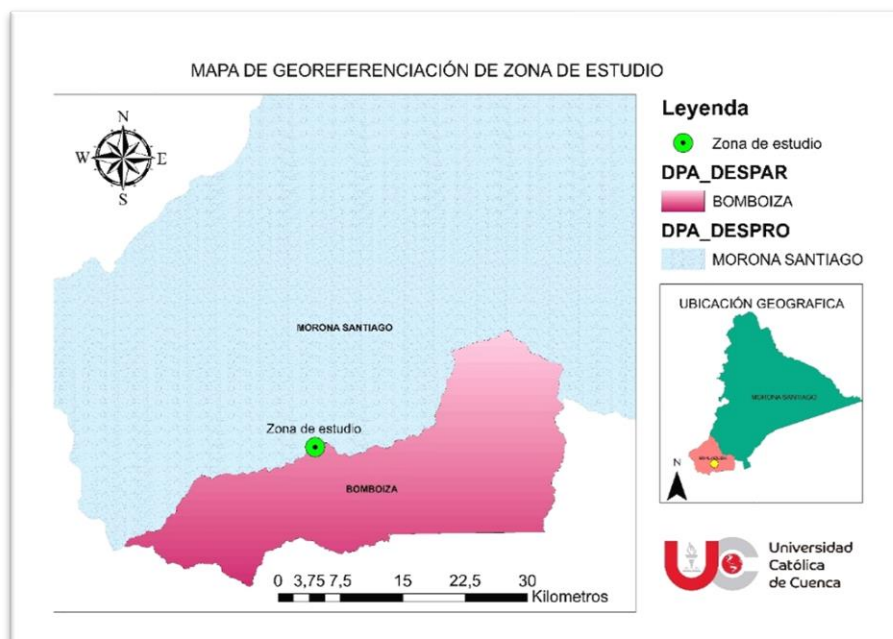 MAPA DE GEOREFERENCIACIÓN DE ZONA DE ESTUDIO
N
W E
S
MORONA SANTIAGO
Zona de estudio
BOMBOIZA
0 3,75 7,5 15 22,5 30
Kilometros
Leyenda
Zona de estudio
DPA_DESPAR
BOMBOIZA
DPA_DESPRO
MORONA SANTIAGO
UBICACIÓN GEOGRAFICA
MORONA SANTIAGO
N
UC
Universidad
Católica
de Cuenca